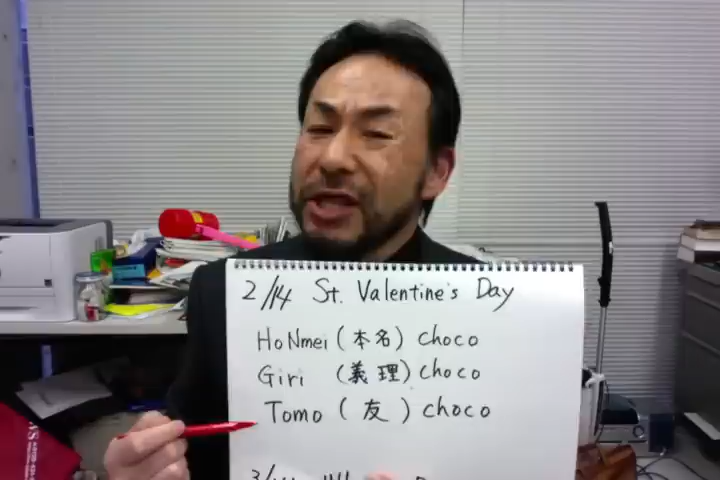 2/14 St. Valentine's Day
HoNmei (本名) choco
Giri (義理) choco
Tomo (友) choco